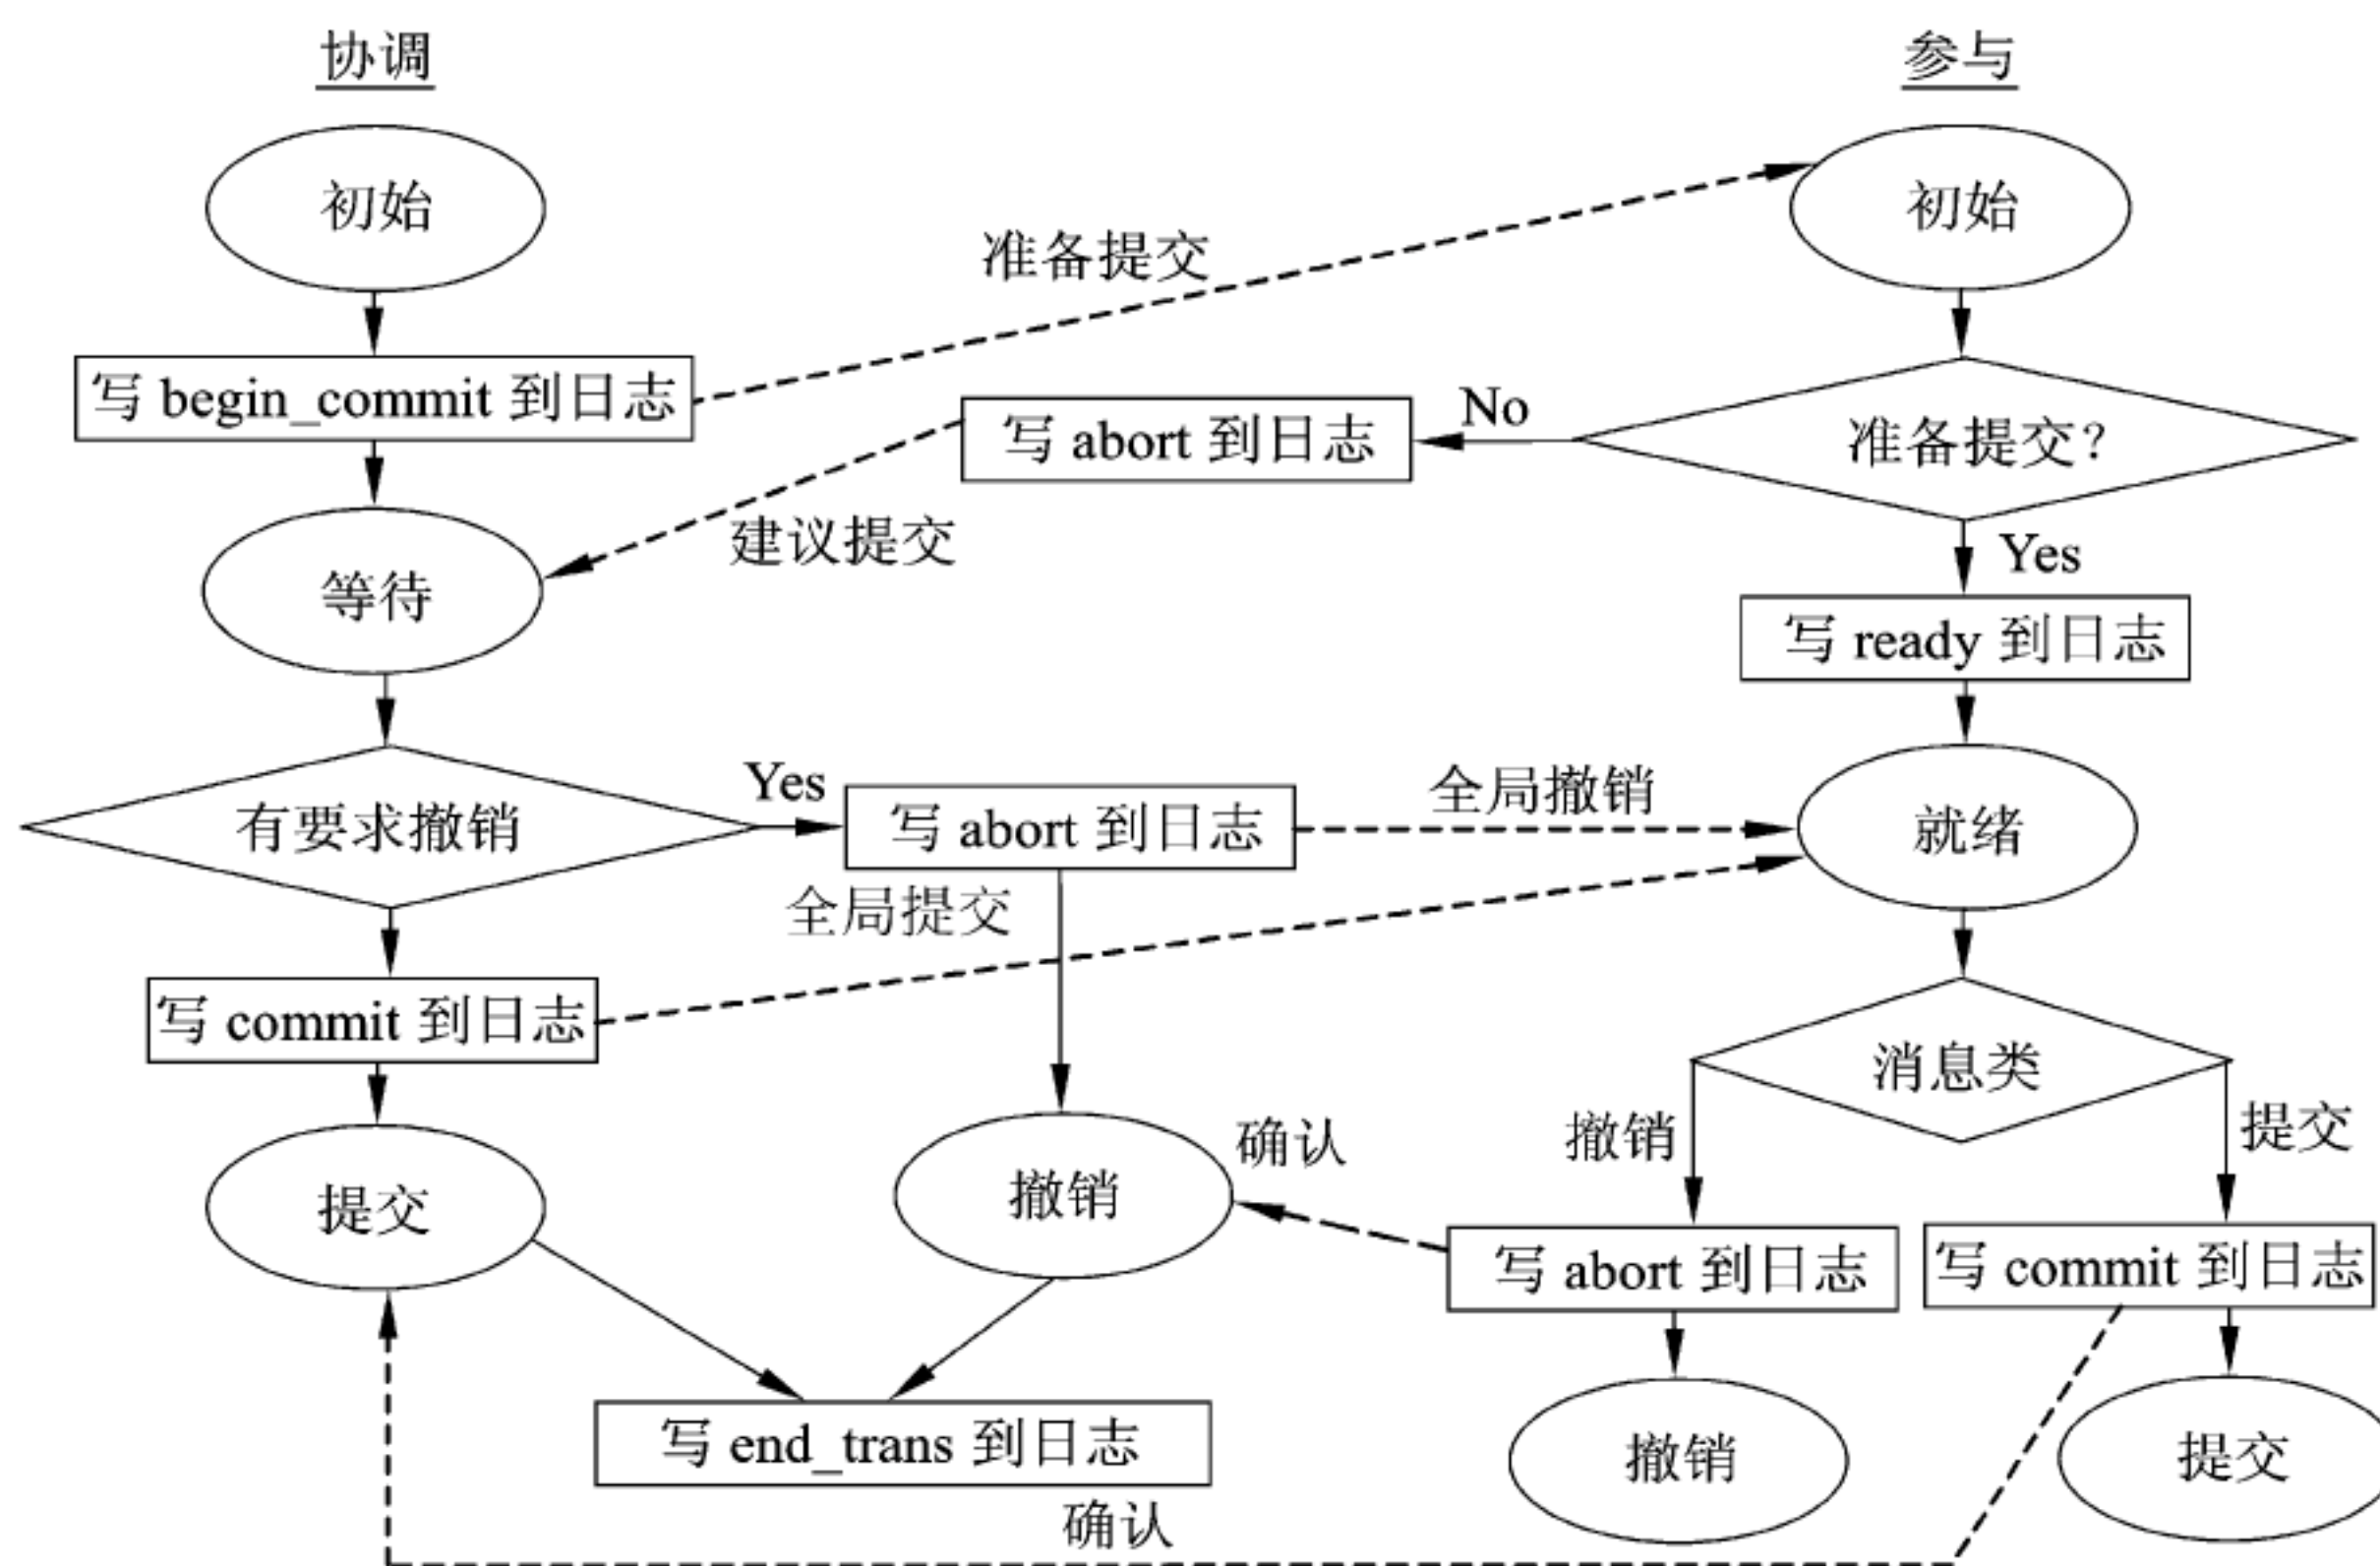 协调
参与
初始
初始
准备提交
写 begin_commit 到日志
No
写 abort 到日志
准备提交?
建议提交
Yes
等待
写 ready 到日志
Yes
全局撤销
有要求撤销
写 abort 到日志
就绪
全局提交
写 commit 到日志
消息类
确认
撤销
提交
提交
撤销
写 abort 到日志
写 commit 到日志
写 end_trans 到日志
撤销
提交
确认